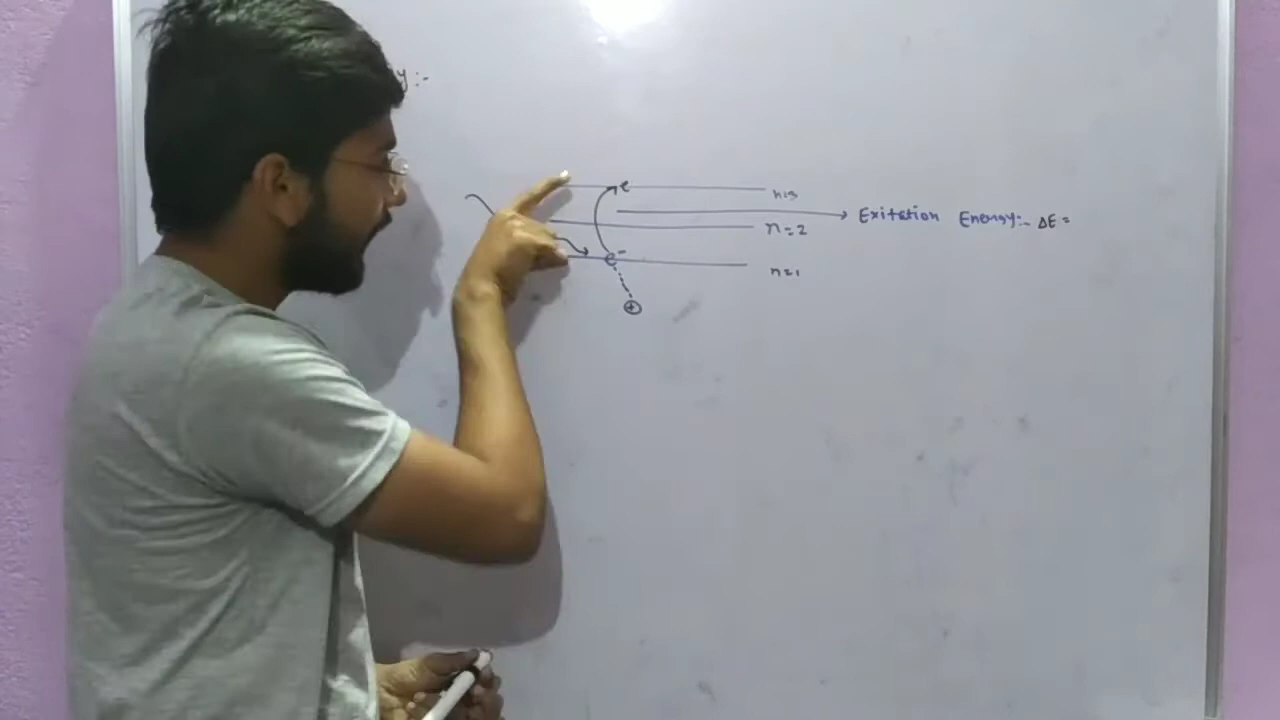 y:-
e
n=3
Exitation Energy:- ΔE =
n=2
e-
n=1
+